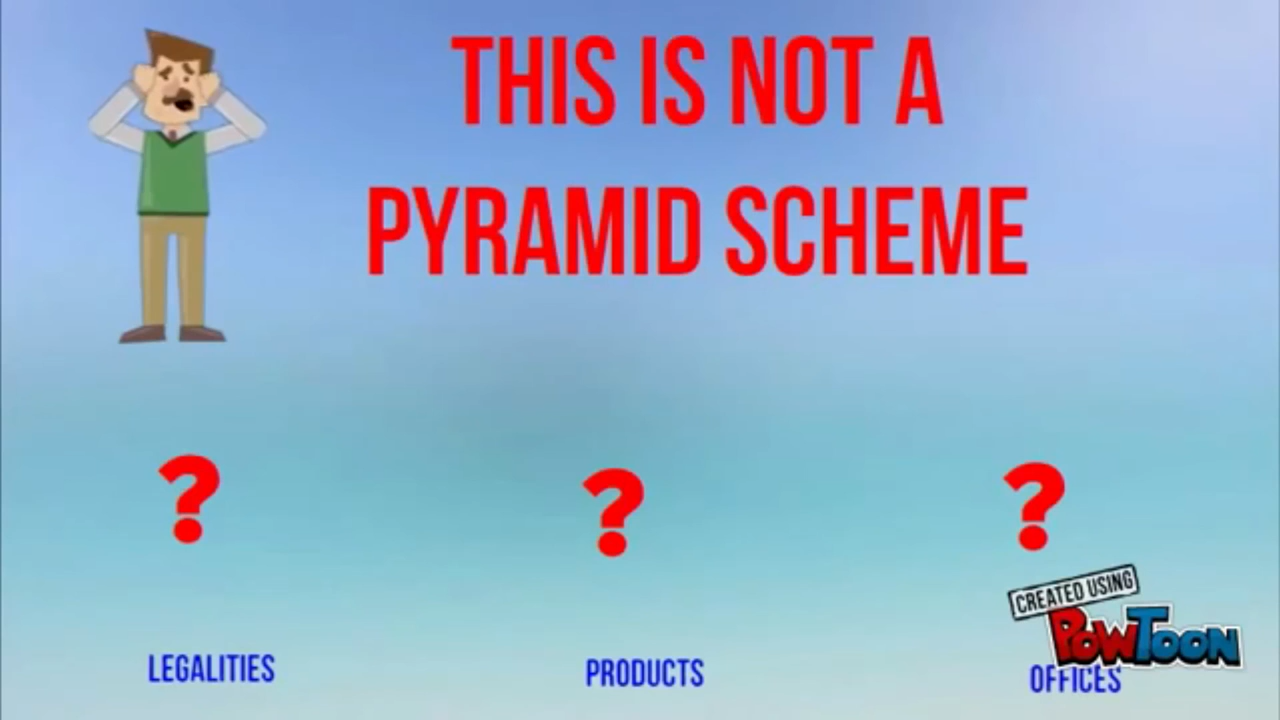 THIS IS NOT A
PYRAMID SCHEME
? ? ?
CREATED USING
POWTOON
LEGALITIES PRODUCTS OFFICES